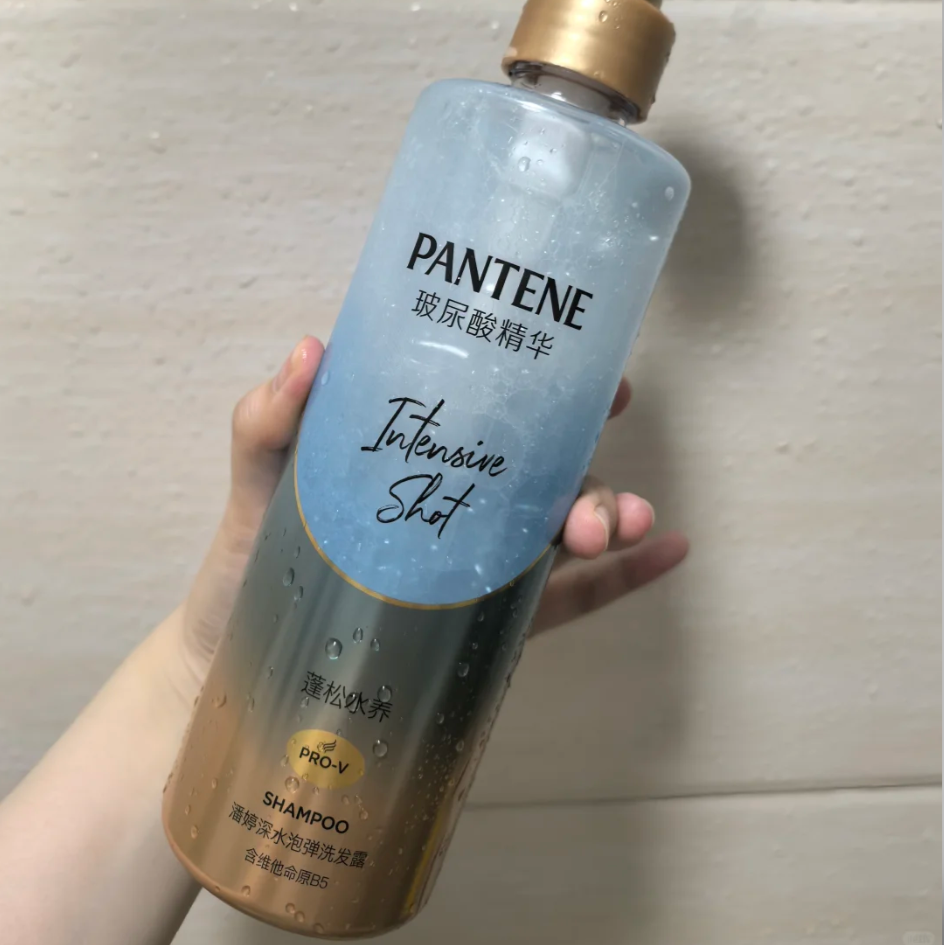 PANTENE
玻尿酸精华
Intensive
Shot
蓬松水养
PRO-V
SHAMPOO
潘婷深水泡弹洗发露
含维他命原B5